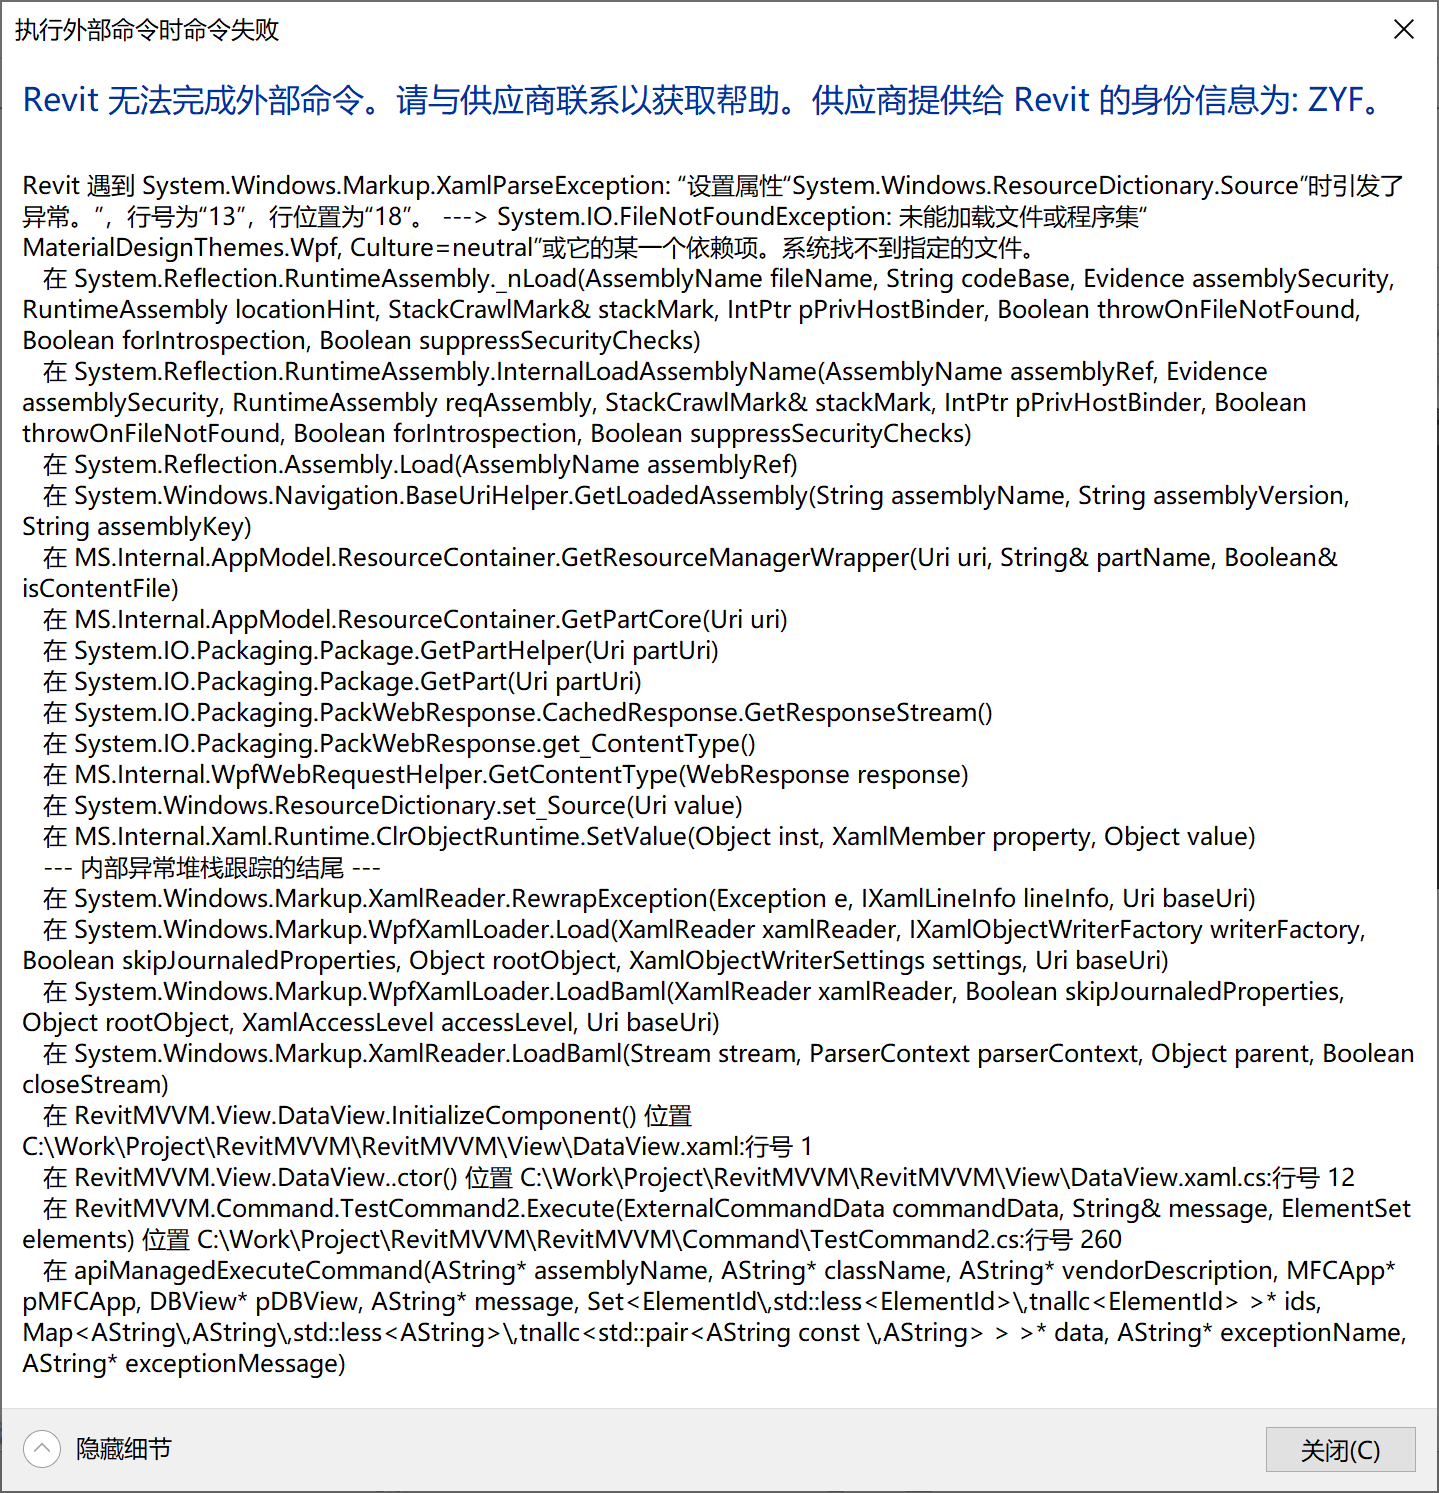 执行外部命令时命令失败
Revit 无法完成外部命令。请与供应商联系以获取帮助。供应商提供给 Revit 的身份信息为: ZYF。
Revit 遇到 System.Windows.Markup.XamlParseException: “设置属性“System.Windows.ResourceDictionary.Source”时引发了
异常。”，行号为“13”，行位置为“18”。 ---> System.IO.FileNotFoundException: 未能加载文件或程序集“
MaterialDesignThemes.Wpf, Culture=neutral”或它的某一个依赖项。系统找不到指定的文件。
在 System.Reflection.RuntimeAssembly._nLoad(AssemblyName fileName, String codeBase, Evidence assemblySecurity,
RuntimeAssembly locationHint, StackCrawlMark& stackMark, IntPtr pPrivHostBinder, Boolean throwOnFileNotFound,
Boolean forIntrospection, Boolean suppressSecurityChecks)
在 System.Reflection.RuntimeAssembly.InternalLoadAssemblyName(AssemblyName assemblyRef, Evidence
assemblySecurity, RuntimeAssembly reqAssembly, StackCrawlMark& stackMark, IntPtr pPrivHostBinder, Boolean
throwOnFileNotFound, Boolean forIntrospection, Boolean suppressSecurityChecks)
在 System.Reflection.Assembly.Load(AssemblyName assemblyRef)
在 System.Windows.Navigation.BaseUriHelper.GetLoadedAssembly(String assemblyName, String assemblyVersion,
String assemblyKey)
在 MS.Internal.AppModel.ResourceContainer.GetResourceManagerWrapper(Uri uri, String& partName, Boolean&
isContentFile)
在 MS.Internal.AppModel.ResourceContainer.GetPartCore(Uri uri)
在 System.IO.Packaging.Package.GetPartHelper(Uri partUri)
在 System.IO.Packaging.Package.GetPart(Uri partUri)
在 System.IO.Packaging.PackWebResponse.CachedResponse.GetResponseStream()
在 System.IO.Packaging.PackWebResponse.get_ContentType()
在 MS.Internal.WpfWebRequestHelper.GetContentType(WebResponse response)
在 System.Windows.ResourceDictionary.set_Source(Uri value)
在 MS.Internal.Xaml.Runtime.ClrObjectRuntime.SetValue(Object inst, XamlMember property, Object value)
--- 内部异常堆栈跟踪的结尾 ---
在 System.Windows.Markup.XamlReader.RewrapException(Exception e, IXamlLineInfo lineInfo, Uri baseUri)
在 System.Windows.Markup.WpfXamlLoader.Load(XamlReader xamlReader, IXamlObjectWriterFactory writerFactory,
Boolean skipJournaledProperties, Object rootObject, XamlObjectWriterSettings settings, Uri baseUri)
在 System.Windows.Markup.WpfXamlLoader.LoadBaml(XamlReader xamlReader, Boolean skipJournaledProperties,
Object rootObject, XamlAccessLevel accessLevel, Uri baseUri)
在 System.Windows.Markup.XamlReader.LoadBaml(Stream stream, ParserContext parserContext, Object parent, Boolean
closeStream)
在 RevitMVVM.View.DataView.InitializeComponent() 位置
C:\Work\Project\RevitMVVM\RevitMVVM\View\DataView.xaml:行号 1
在 RevitMVVM.View.DataView..ctor() 位置 C:\Work\Project\RevitMVVM\RevitMVVM\View\DataView.xaml.cs:行号 12
在 RevitMVVM.Command.TestCommand2.Execute(ExternalCommandData commandData, String& message, ElementSet
elements) 位置 C:\Work\Project\RevitMVVM\RevitMVVM\Command\TestCommand2.cs:行号 260
在 apiManagedExecuteCommand(AString* assemblyName, AString* className, AString* vendorDescription, MFCApp*
pMFCApp, DBView* pDBView, AString* message, Set<ElementId\,std::less<ElementId>\,tnallc<ElementId> >* ids,
Map<AString\,AString\,std::less<AString>\,tnallc<std::pair<AString const \,AString> > >* data, AString* exceptionName,
AString* exceptionMessage)
隐藏细节
关闭(C)